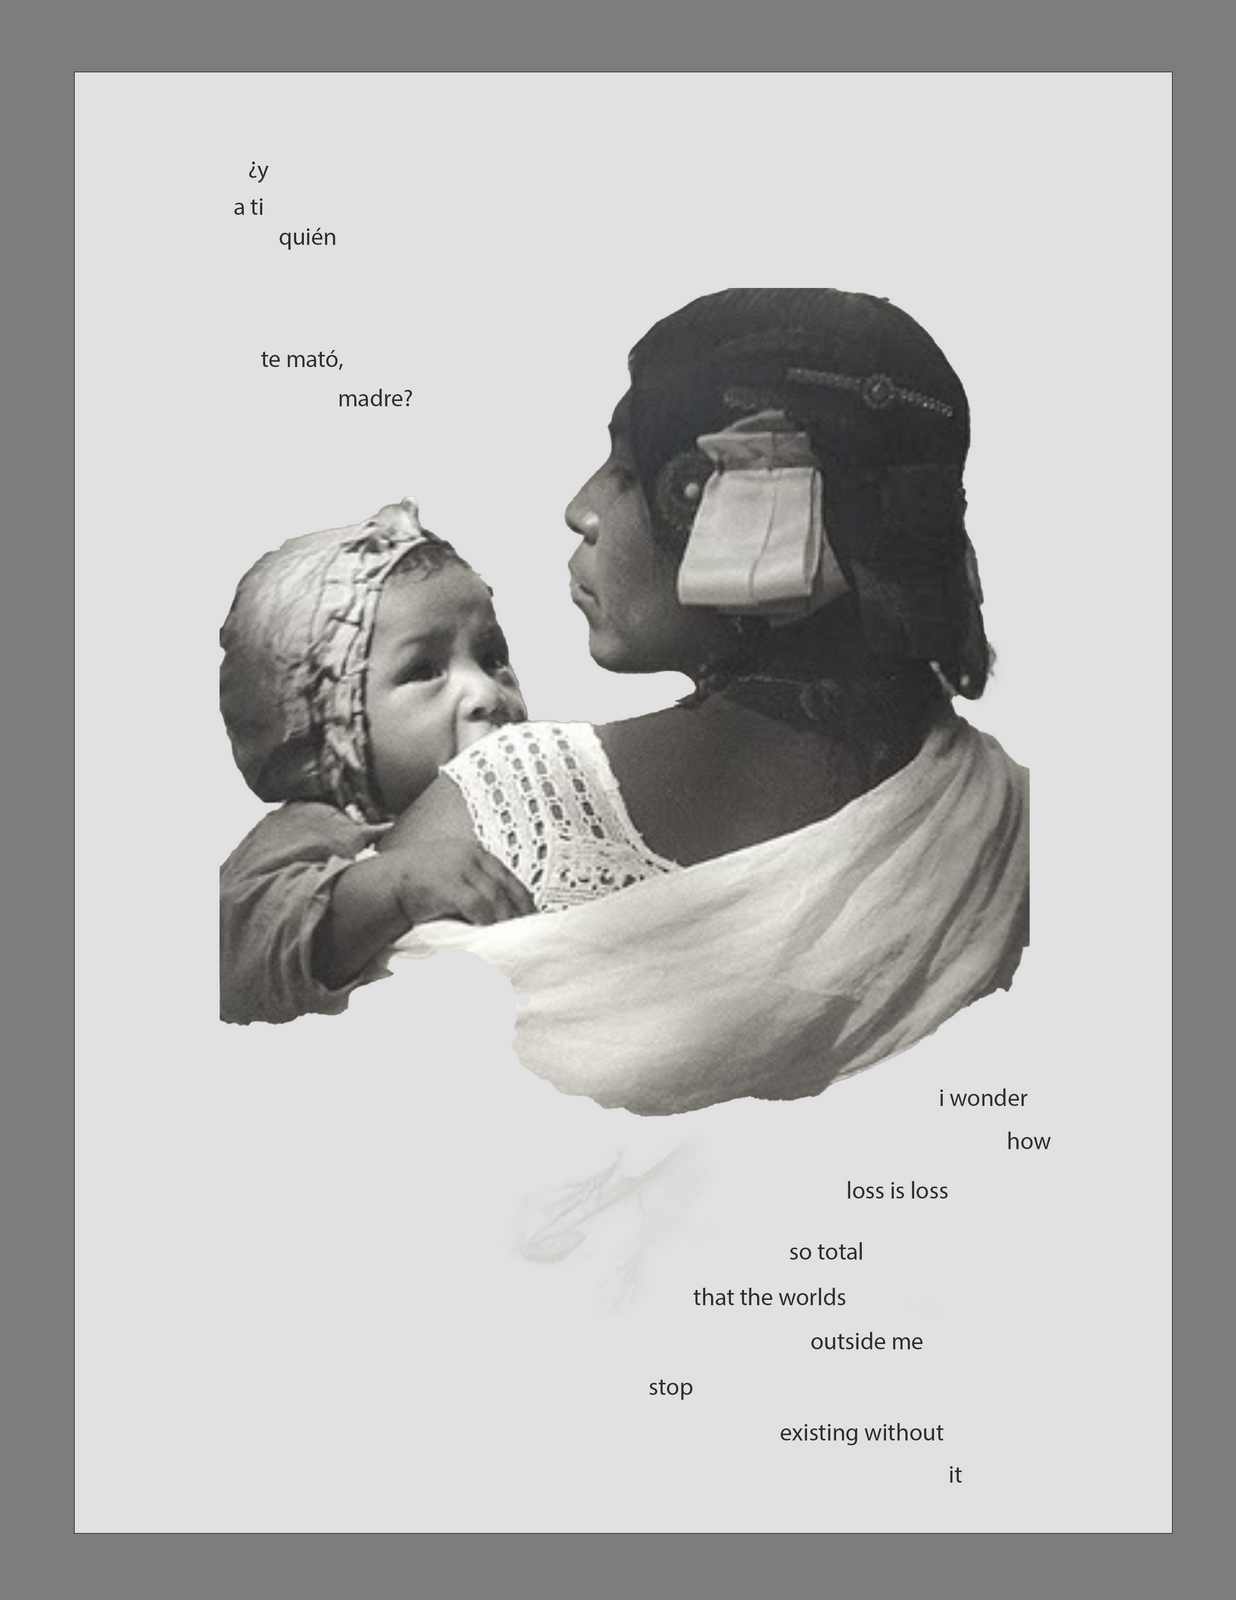 ¿y
a ti
quién
te mató,
madre?
i wonder
how
loss is loss
so total
that the worlds
outside me
stop
existing without
it